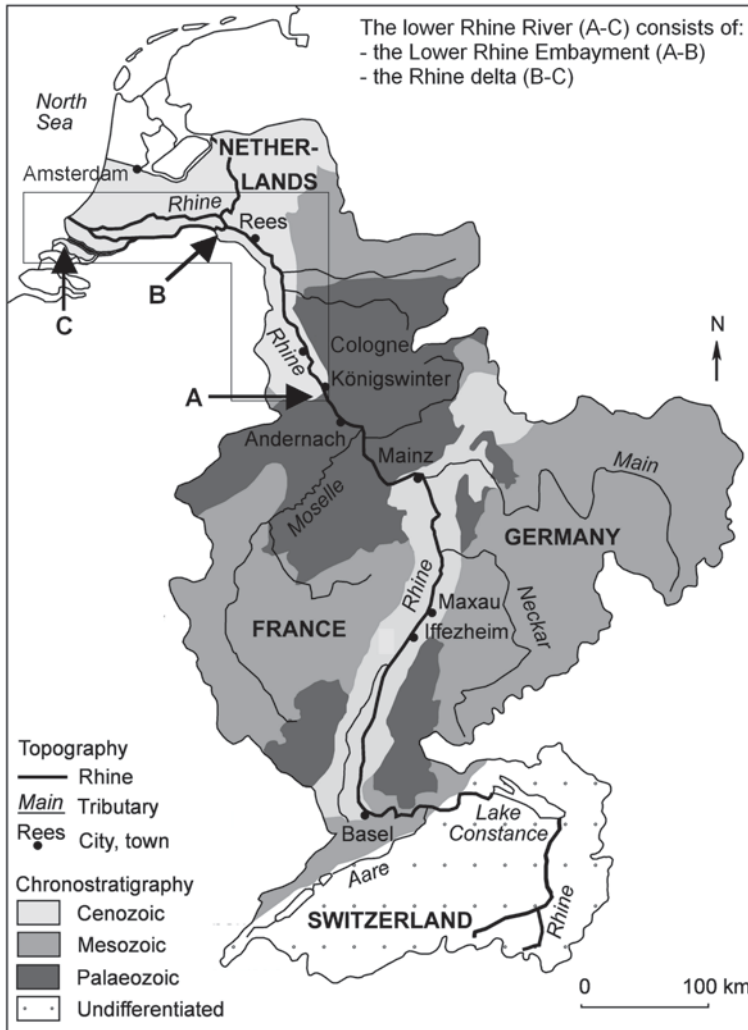 The lower Rhine River (A-C) consists of:
- the Lower Rhine Embayment (A-B)
- the Rhine delta (B-C)
North
Sea
NETHER-
LANDS
Amsterdam
Rhine
Rees
B
C
N
Rhine
Cologne
Königswinter
A
Andernach
Mainz
Main
Moselle
GERMANY
Rhine
Neckar
Maxau
FRANCE
Iffezheim
Topography
Rhine
Main Tributary
Rees City, town
Basel
Lake
Constance
Aare
SWITZERLAND
Rhine
Chronostratigraphy
Cenozoic
Mesozoic
Palaeozoic
Undifferentiated
0 100 km